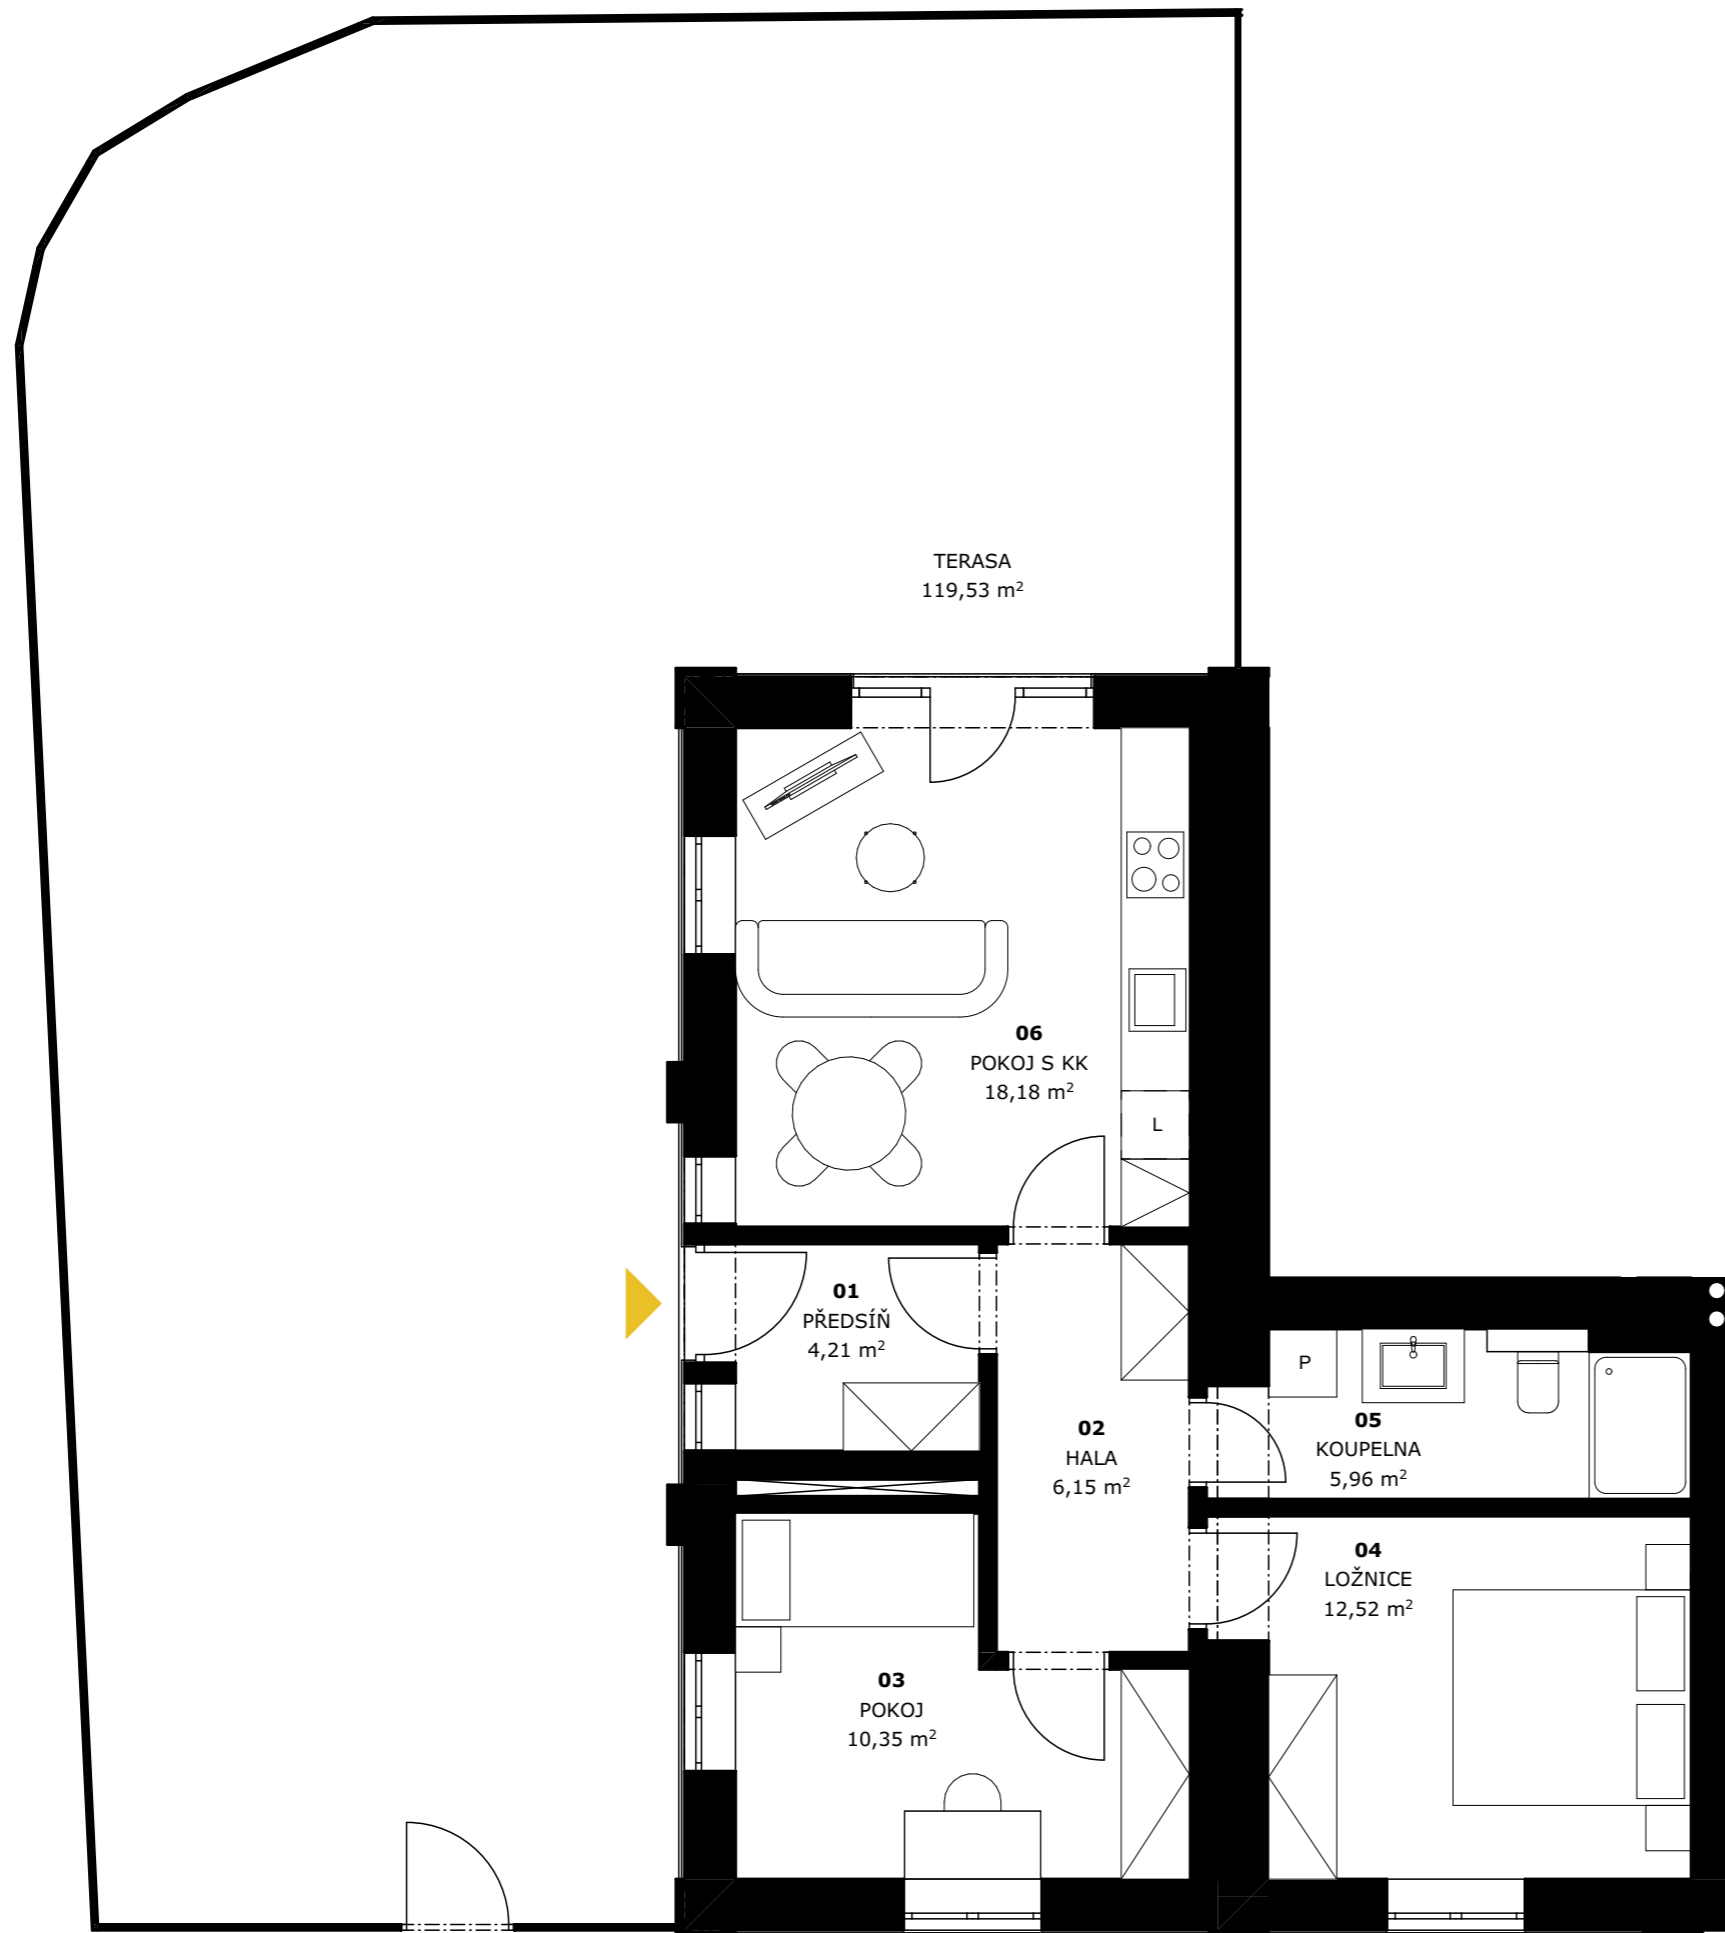 TERASA
119,53 m²
06
POKOJ S KK
18,18 m²
L
01
PŘEDSÍŇ
4,21 m²
P
02
HALA
6,15 m²
05
KOUPELNA
5,96 m²
04
LOŽNICE
12,52 m²
03
POKOJ
10,35 m²